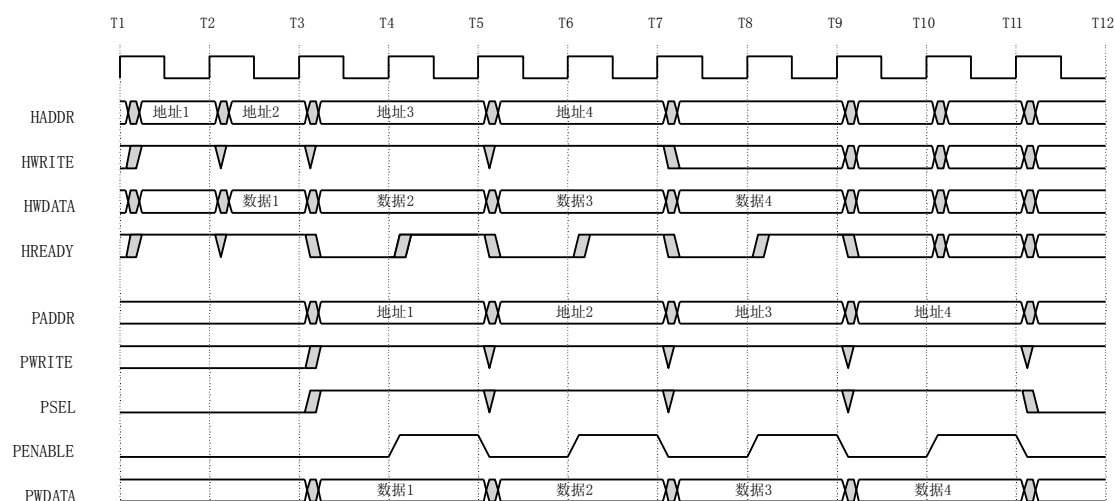 T1 T2 T3 T4 T5 T6 T7 T8 T9 T10 T11 T12
HADDR 地址1 地址2 地址3 地址4
HWRITE
HWDATA 数据1 数据2 数据3 数据4
HREADY
PADDR 地址1 地址2 地址3 地址4
PWRITE
PSEL
PENABLE
PWDATA 数据1 数据2 数据3 数据4